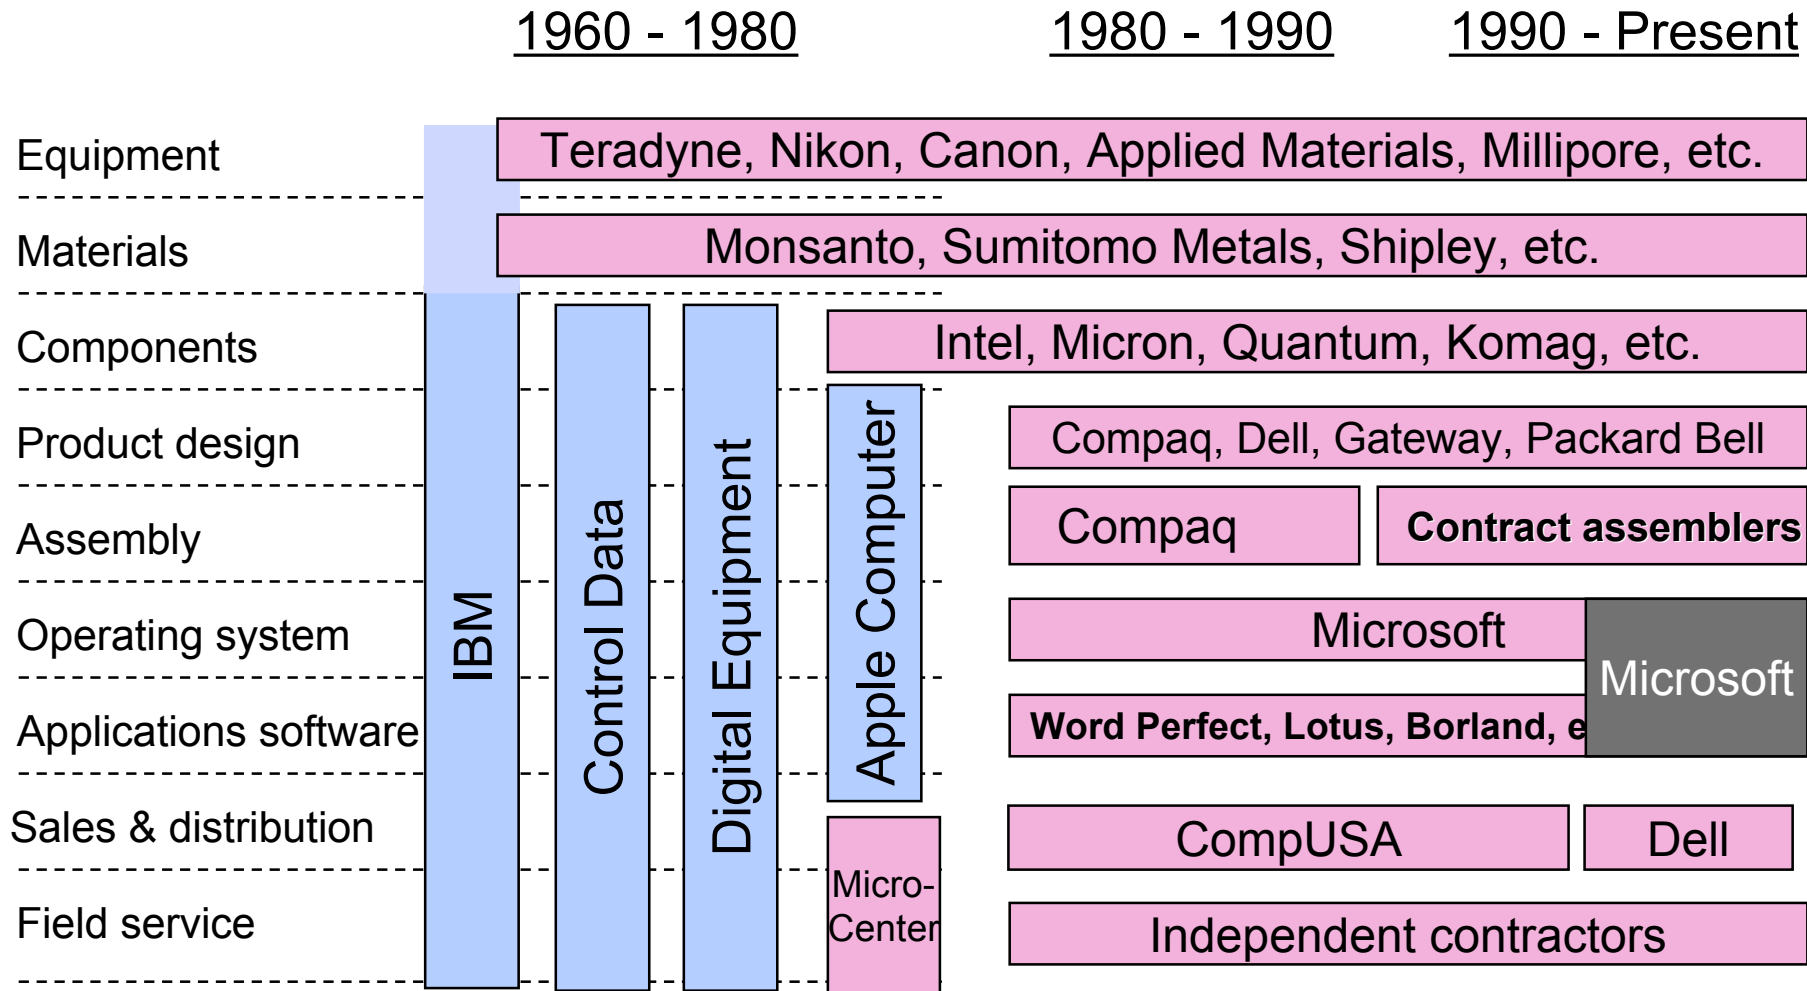 1960 - 1980
1980 - 1990
1990 - Present
Equipment
Teradyne, Nikon, Canon, Applied Materials, Millipore, etc.
Materials
Monsanto, Sumitomo Metals, Shipley, etc.
Components
Intel, Micron, Quantum, Komag, etc.
Product design
Compaq, Dell, Gateway, Packard Bell
Assembly
Compaq
Contract assemblers
Operating system
Microsoft
Microsoft
Applications software
Word Perfect, Lotus, Borland, e
Sales & distribution
CompUSA
Dell
Field service
Independent contractors
IBM
Control Data
Digital Equipment
Apple Computer
Micro-
Center